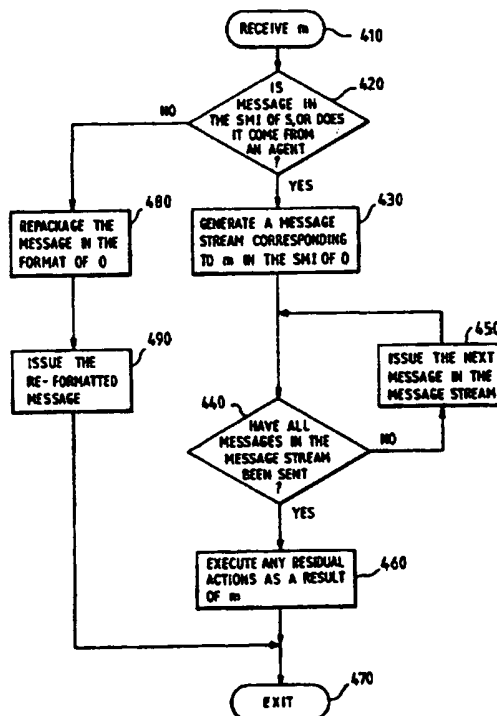 RECEIVE m
410
420
IS
MESSAGE IN
THE SMI OF S, OR DOES
IT COME FROM
AN AGENT
?
NO
YES
480
REPACKAGE THE
MESSAGE IN THE
FORMAT OF O
430
GENERATE A MESSAGE
STREAM CORRESPONDING
TO m IN THE SMI OF O
490
ISSUE THE
RE-FORMATTED
MESSAGE
450
ISSUE THE NEXT
MESSAGE IN THE
MESSAGE STREAM
440
HAVE ALL
MESSAGES IN THE
MESSAGE STREAM
BEEN SENT
?
NO
YES
460
EXECUTE ANY RESIDUAL
ACTIONS AS A RESULT
OF m
470
EXIT